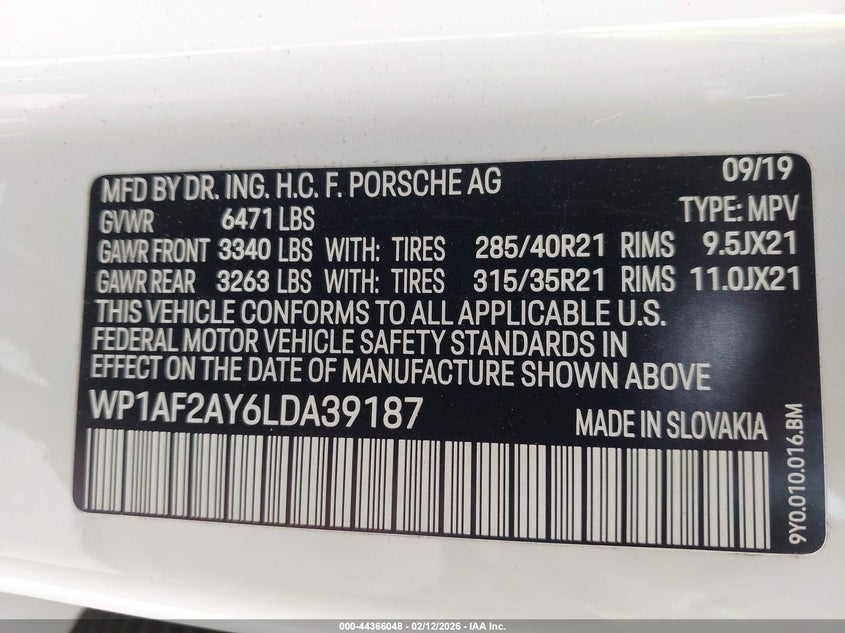 09/19
MFD BY DR. ING. H.C. F. PORSCHE AG
GVWR 6471 LBS TYPE: MPV
GAWR FRONT 3340 LBS WITH: TIRES 285/40R21 RIMS 9.5JX21
GAWR REAR 3263 LBS WITH: TIRES 315/35R21 RIMS 11.0JX21
THIS VEHICLE CONFORMS TO ALL APPLICABLE U.S.
FEDERAL MOTOR VEHICLE SAFETY STANDARDS IN
EFFECT ON THE DATE OF MANUFACTURE SHOWN ABOVE
WP1AF2AY6LDA39187 MADE IN SLOVAKIA
9Y0.010.016.BM
000-44366048 - 02/12/2026 - IAA Inc.